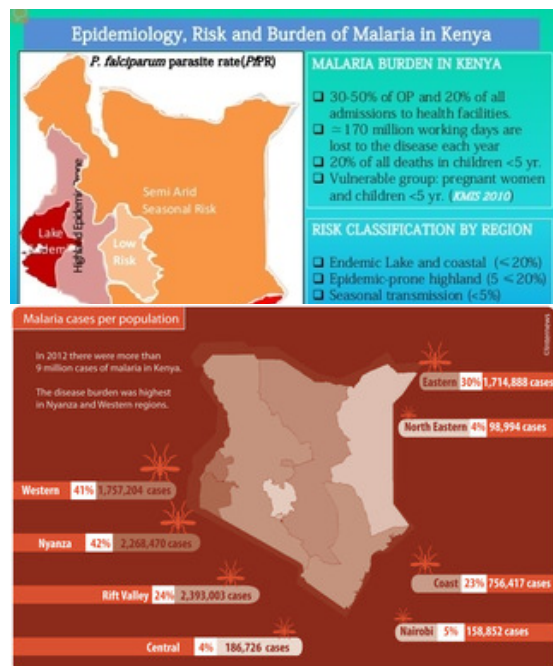 Epidemiology, Risk and Burden of Malaria in Kenya
P. falciparum parasite rate(PfPR)
Semi Arid
Seasonal Risk
Highland
Lake
Low
Risk
MALARIA BURDEN IN KENYA
❑ 30-50% of OP and 20% of all
admissions to health facilities.
❑ = 170 million working days are
lost to the disease each year
❑ 20% of all deaths in children <5 yr.
❑ Vulnerable group: pregnant women
and children <5 yr. (KMIS 2010)
RISK CLASSIFICATION BY REGION
❑ Endemic Lake and coastal (≤20%)
❑ Epidemic-prone highland (5 ≤20%)
❑ Seasonal transmission (<5%)
Malaria cases per population
In 2012 there were more than
9 million cases of malaria in Kenya.
The disease burden was highest
in Nyanza and Western regions.
©Internews
Eastern 30% 1,714,888 cases
North Eastern 4% 98,994 cases
Western 41% 1,757,204 cases
Nyanza 42% 2,268,470 cases
Rift Valley 24% 2,393,003 cases
Central 4% 186,726 cases
Coast 23% 756,417 cases
Nairobi 5% 158,852 cases